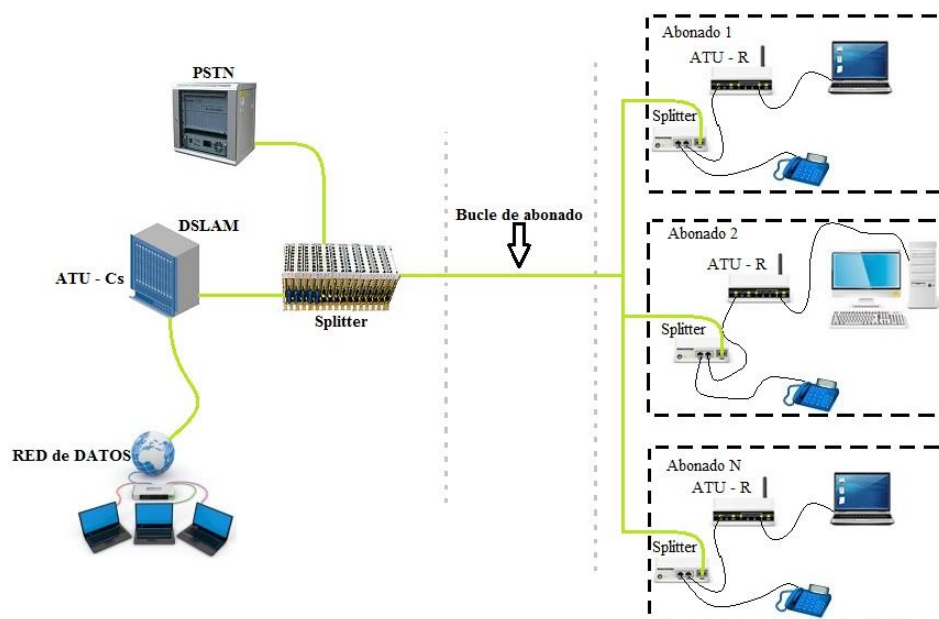 PSTN
DSLAM
ATU - Cs
Splitter
RED de DATOS
Bucle de abonado
Abonado 1
ATU - R
Splitter
Abonado 2
ATU - R
Splitter
Abonado N
ATU - R
Splitter